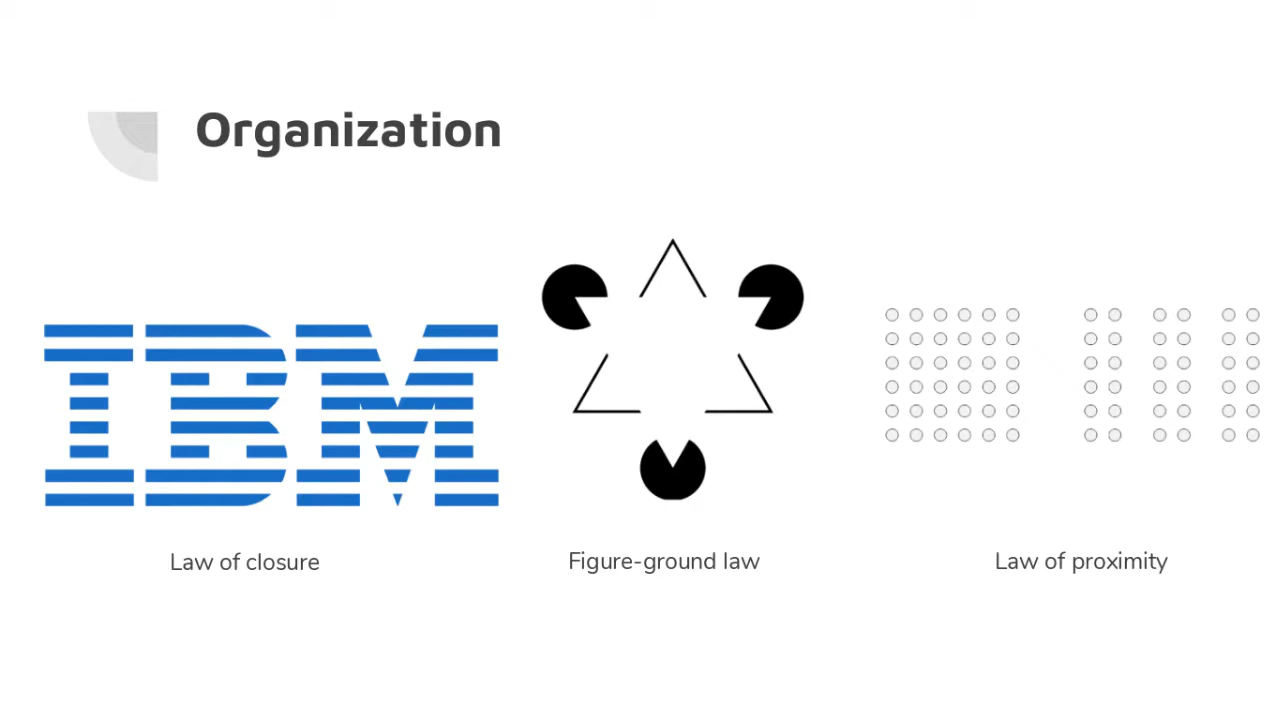 Organization
IBM
Law of closure
Figure-ground law
Law of proximity